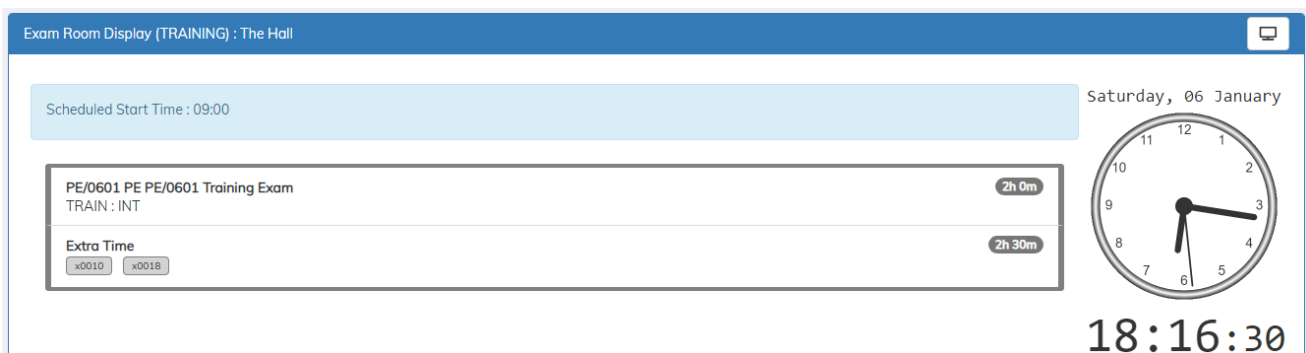 Exam Room Display (TRAINING) : The Hall
Scheduled Start Time : 09:00
PE/0601 PE PE/0601 Training Exam
2h 0m
TRAIN : INT
Extra Time
2h 30m
x0010 x0018
Saturday, 06 January
12
11 1
10 2
9 3
8 4
7 5
6
18:16:30